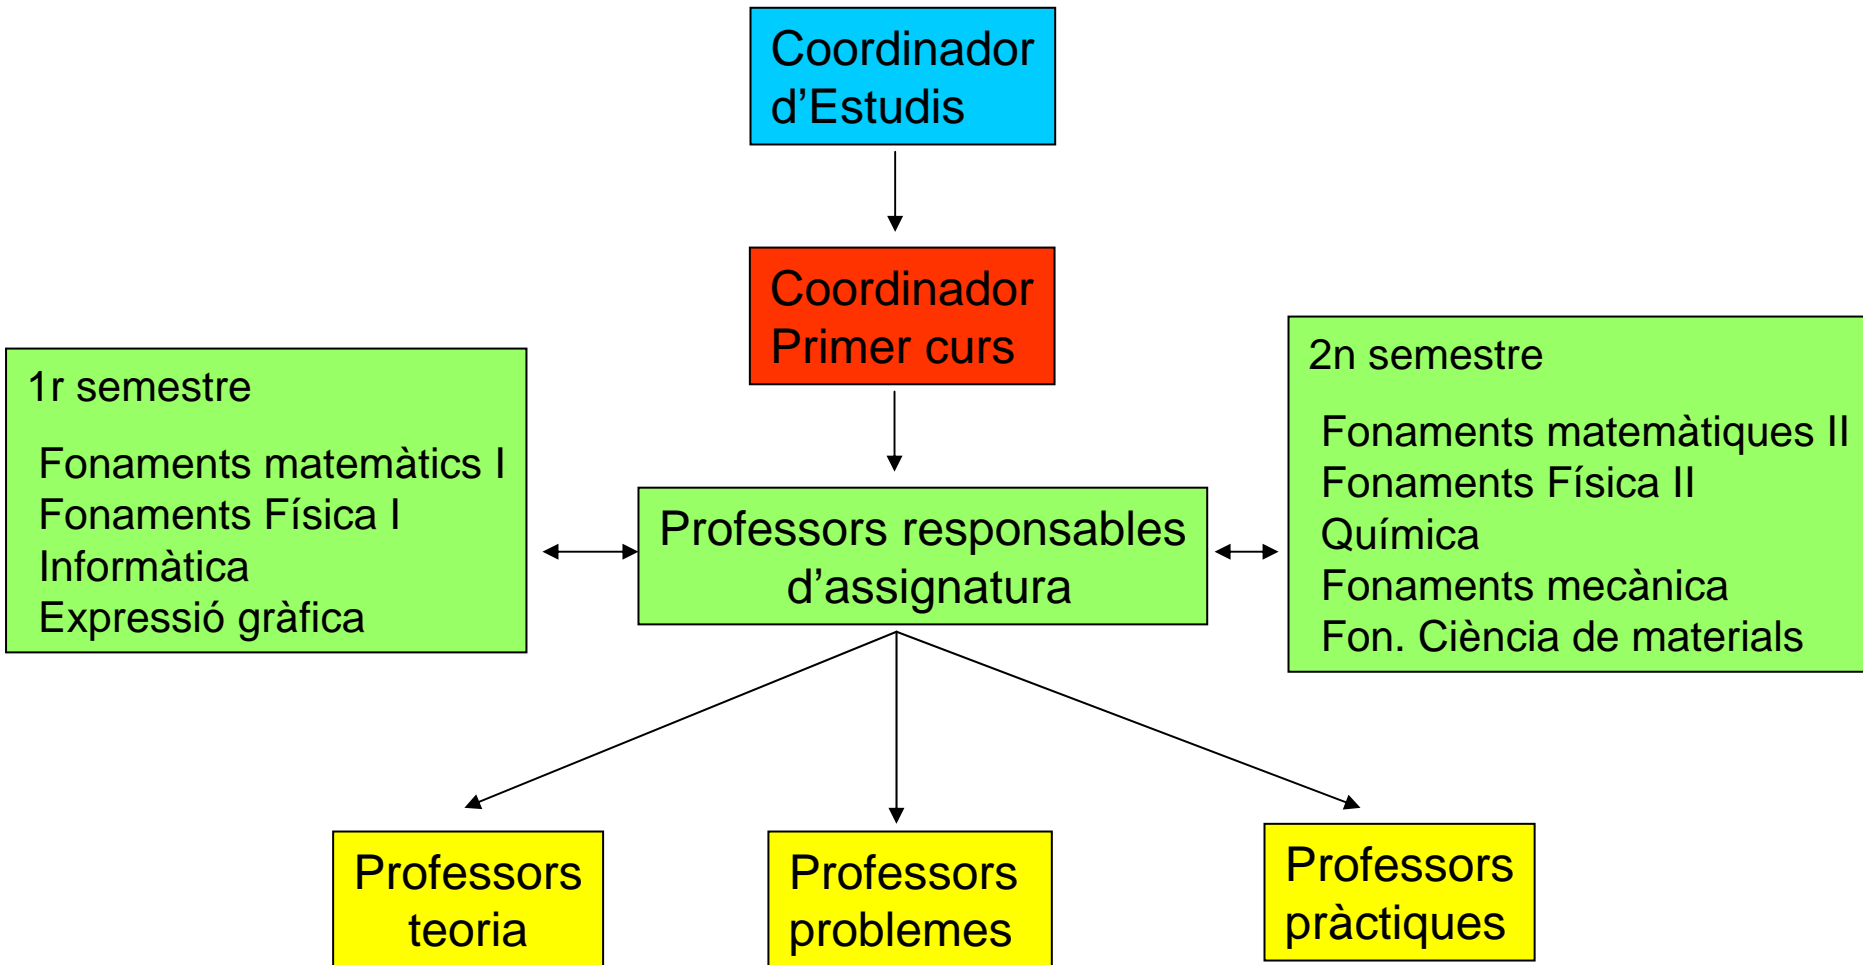 Coordinador
d’Estudis
Coordinador
Primer curs
1r semestre
Fonaments matemàtics I
Fonaments Física I
Informàtica
Expressió gràfica
Professors responsables
d’assignatura
2n semestre
Fonaments matemàtiques II
Fonaments Física II
Química
Fonaments mecànica
Fon. Ciència de materials
Professors
teoria
Professors
problemes
Professors
pràctiques